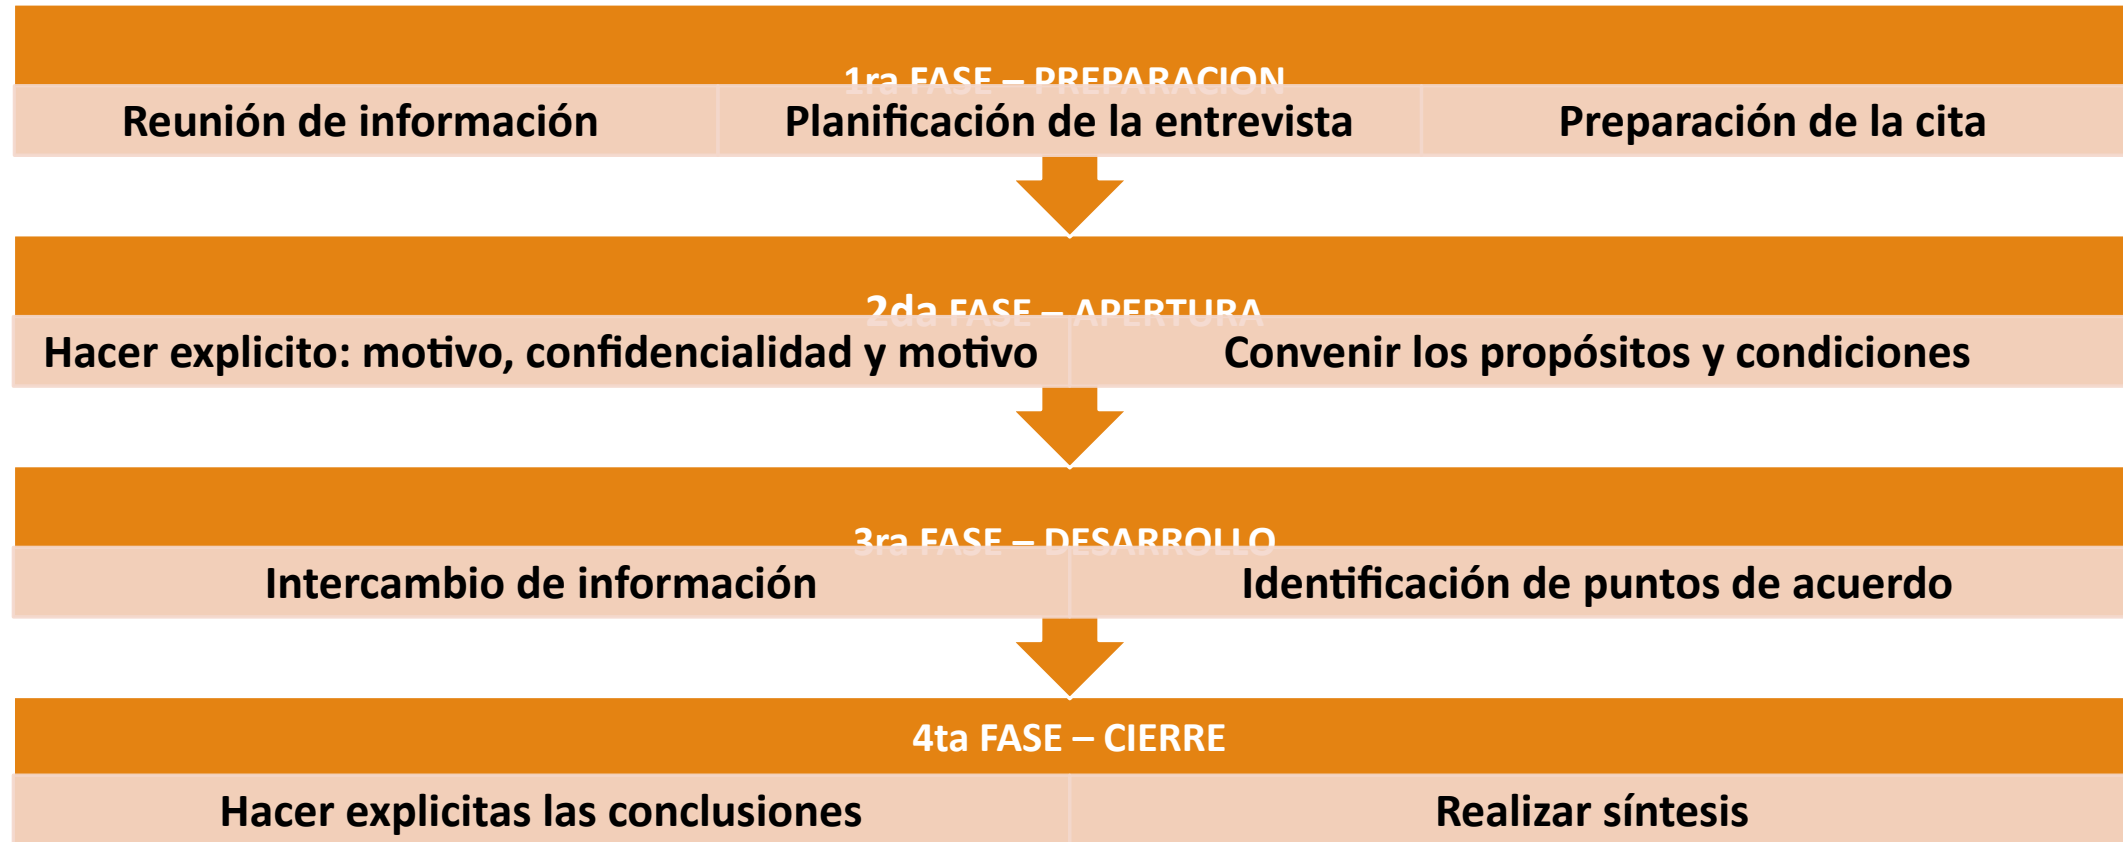 1ra FASE – PREPARACION
Reunión de información
Planificación de la entrevista
Preparación de la cita
2da FASE – APERTURA
Hacer explicito: motivo, confidencialidad y motivo
Convenir los propósitos y condiciones
3ra FASE – DESARROLLO
Intercambio de información
Identificación de puntos de acuerdo
4ta FASE – CIERRE
Hacer explicitas las conclusiones
Realizar síntesis